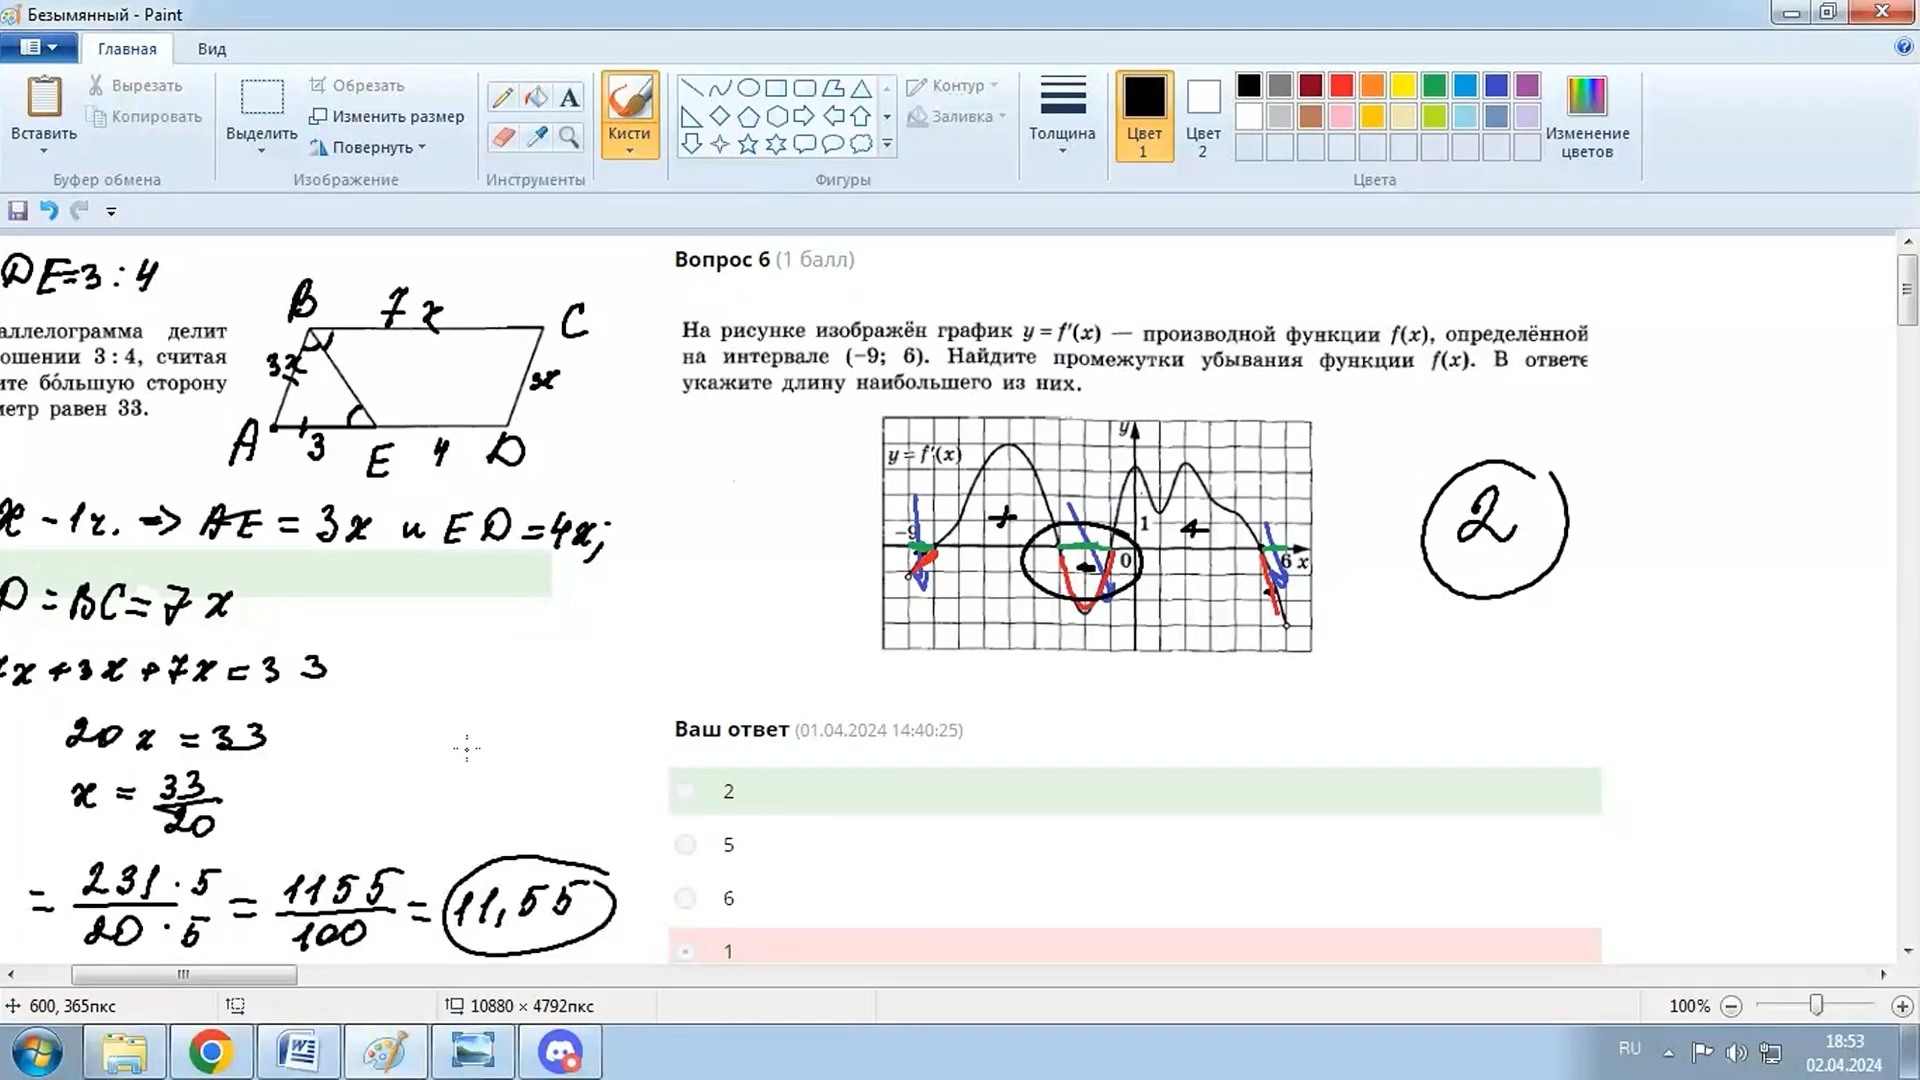 Безымянный - Paint
Главная
Вид
Вставить
Вырезать
Копировать
Буфер обмена
Выделить
Обрезать
Изменить размер
Повернуть
Изображение
A
Инструменты
Кисти
Контур
Заливка
Фигуры
Толщина
Цвет 1
Цвет 2
Изменение цветов
Цвета
DE=3:4
аллелограмма делит
ошении 3 : 4, считая
ите бо́льшую сторону
метр равен 33.
B 7x C
3x
3x
A 3 E 4 D
x - 1ч. => AE = 3x и ED = 4x;
D = BC = 7x
x + 3x + 7x = 33
20x = 33
x = 33/20
= 231 · 5 / 20 · 5 = 1155/100 = 11,55
Вопрос 6 (1 балл)
На рисунке изображён график y = f′(x) — производной функции f(x), определённой
на интервале (−9; 6). Найдите промежутки убывания функции f(x). В ответе
укажите длину наибольшего из них.
y = f′(x)
y
−9
+
1
+
-
0
6 x
-
2
Ваш ответ (01.04.2024 14:40:25)
2
5
6
1
600, 365пкс
10880 × 4792пкс
100%
RU
18:53
02.04.2024